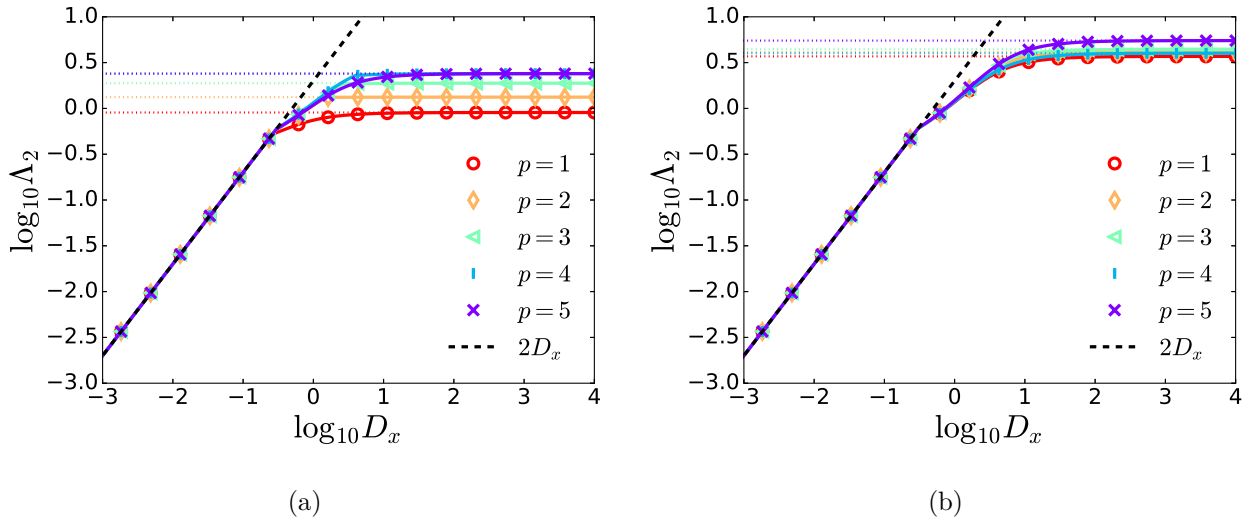 1.0
0.5
0.0
−0.5
−1.0
−1.5
−2.0
−2.5
−3.0
−3 −2 −1 0 1 2 3 4
log₁₀Λ₂
log₁₀Dₓ
p = 1
p = 2
p = 3
p = 4
p = 5
2Dₓ
(a)
1.0
0.5
0.0
−0.5
−1.0
−1.5
−2.0
−2.5
−3.0
−3 −2 −1 0 1 2 3 4
log₁₀Λ₂
log₁₀Dₓ
p = 1
p = 2
p = 3
p = 4
p = 5
2Dₓ
(b)